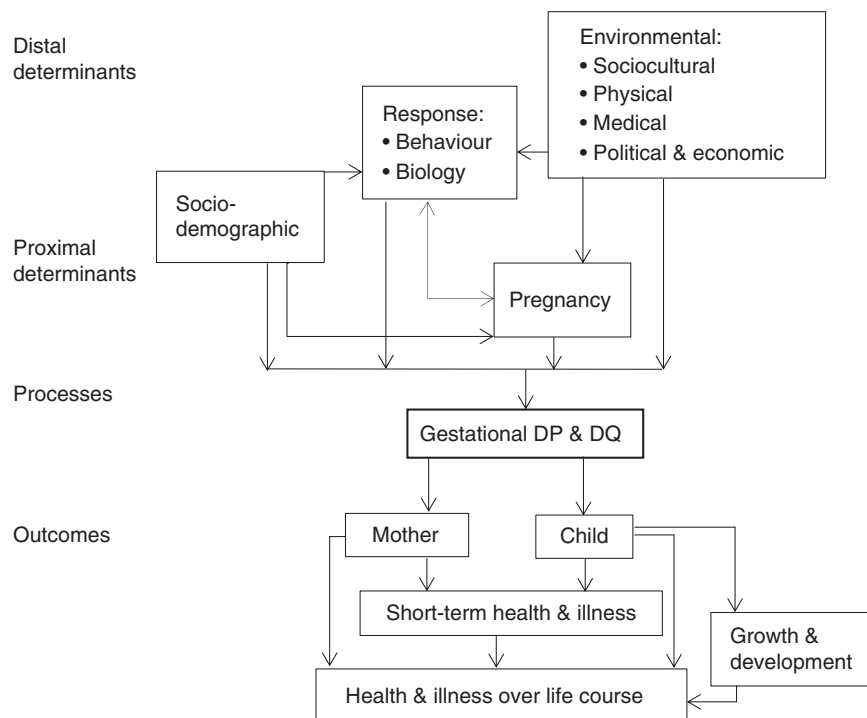 Distal
determinants
Environmental:
• Sociocultural
• Physical
• Medical
• Political & economic
Response:
• Behaviour
• Biology
Socio-
demographic
Proximal
determinants
Pregnancy
Processes
Gestational DP & DQ
Outcomes
Mother
Child
Short-term health & illness
Growth &
development
Health & illness over life course